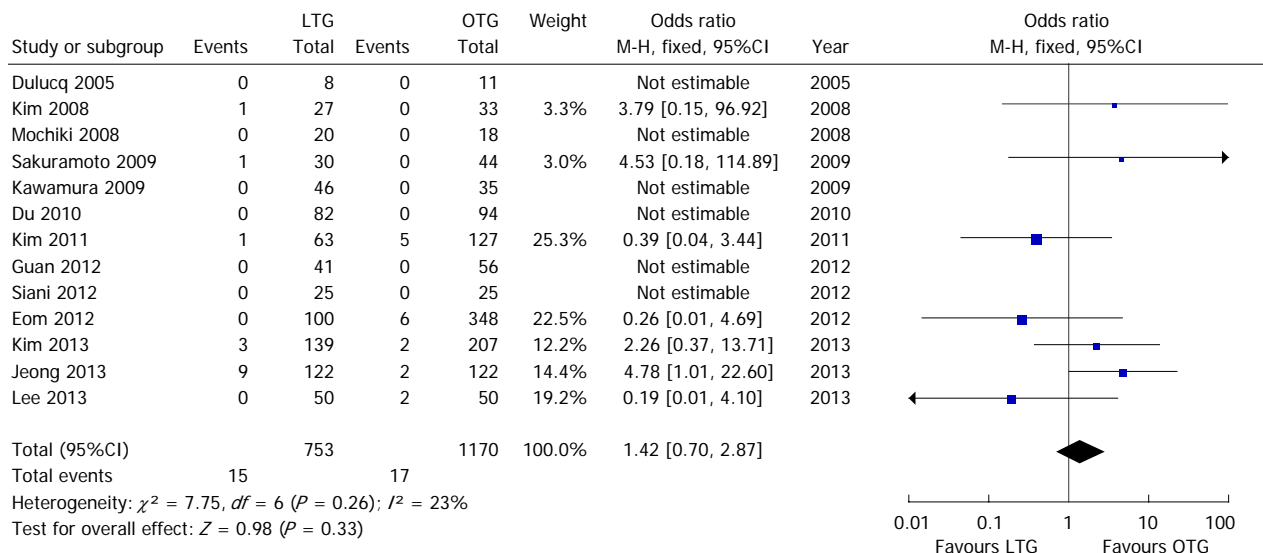 LTG OTG Weight Odds ratio Odds ratio
Study or subgroup Events Total Events Total M-H, fixed, 95%CI Year M-H, fixed, 95%CI
Dulucq 2005 0 8 0 11 Not estimable 2005
Kim 2008 1 27 0 33 3.3% 3.79 [0.15, 96.92] 2008
Mochiki 2008 0 20 0 18 Not estimable 2008
Sakuramoto 2009 1 30 0 44 3.0% 4.53 [0.18, 114.89] 2009
Kawamura 2009 0 46 0 35 Not estimable 2009
Du 2010 0 82 0 94 Not estimable 2010
Kim 2011 1 63 5 127 25.3% 0.39 [0.04, 3.44] 2011
Guan 2012 0 41 0 56 Not estimable 2012
Siani 2012 0 25 0 25 Not estimable 2012
Eom 2012 0 100 6 348 22.5% 0.26 [0.01, 4.69] 2012
Kim 2013 3 139 2 207 12.2% 2.26 [0.37, 13.71] 2013
Jeong 2013 9 122 2 122 14.4% 4.78 [1.01, 22.60] 2013
Lee 2013 0 50 2 50 19.2% 0.19 [0.01, 4.10] 2013
Total (95%CI) 753 1170 100.0% 1.42 [0.70, 2.87]
Total events 15 17
Heterogeneity: χ² = 7.75, df = 6 (P = 0.26); I² = 23%
Test for overall effect: Z = 0.98 (P = 0.33)
0.01 0.1 1 10 100
Favours LTG Favours OTG